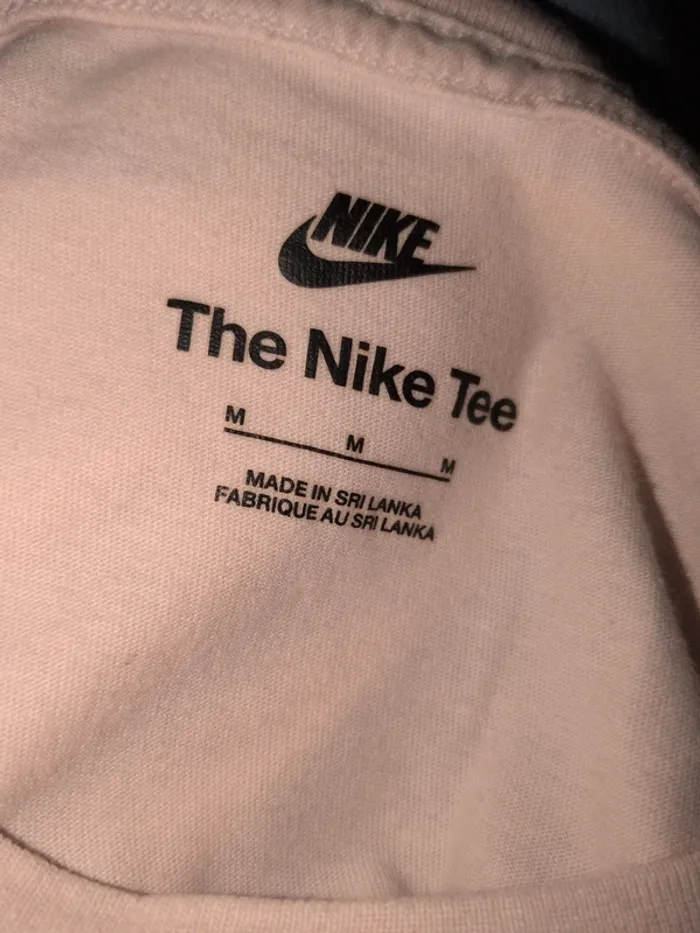 NIKE
The Nike Tee
M M M
MADE IN SRI LANKA
FABRIQUE AU SRI LANKA